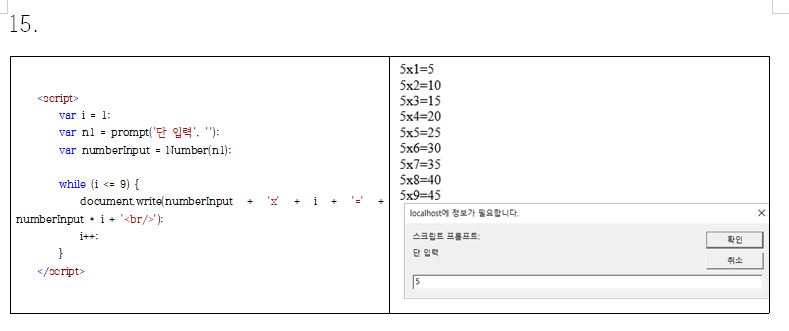 15.
<script>
var i = 1;
var n1 = prompt('단 입력', '');
var numberInput = Number(n1);
while (i <= 9) {
document.write(numberInput + 'x' + i + '=' +
numberInput * i + '<br/>');
i++;
}
</script>
5x1=5
5x2=10
5x3=15
5x4=20
5x5=25
5x6=30
5x7=35
5x8=40
5x9=45
localhost에 정보가 필요합니다. ×
스크립트 프롬프트: 확인
단 입력 취소
5